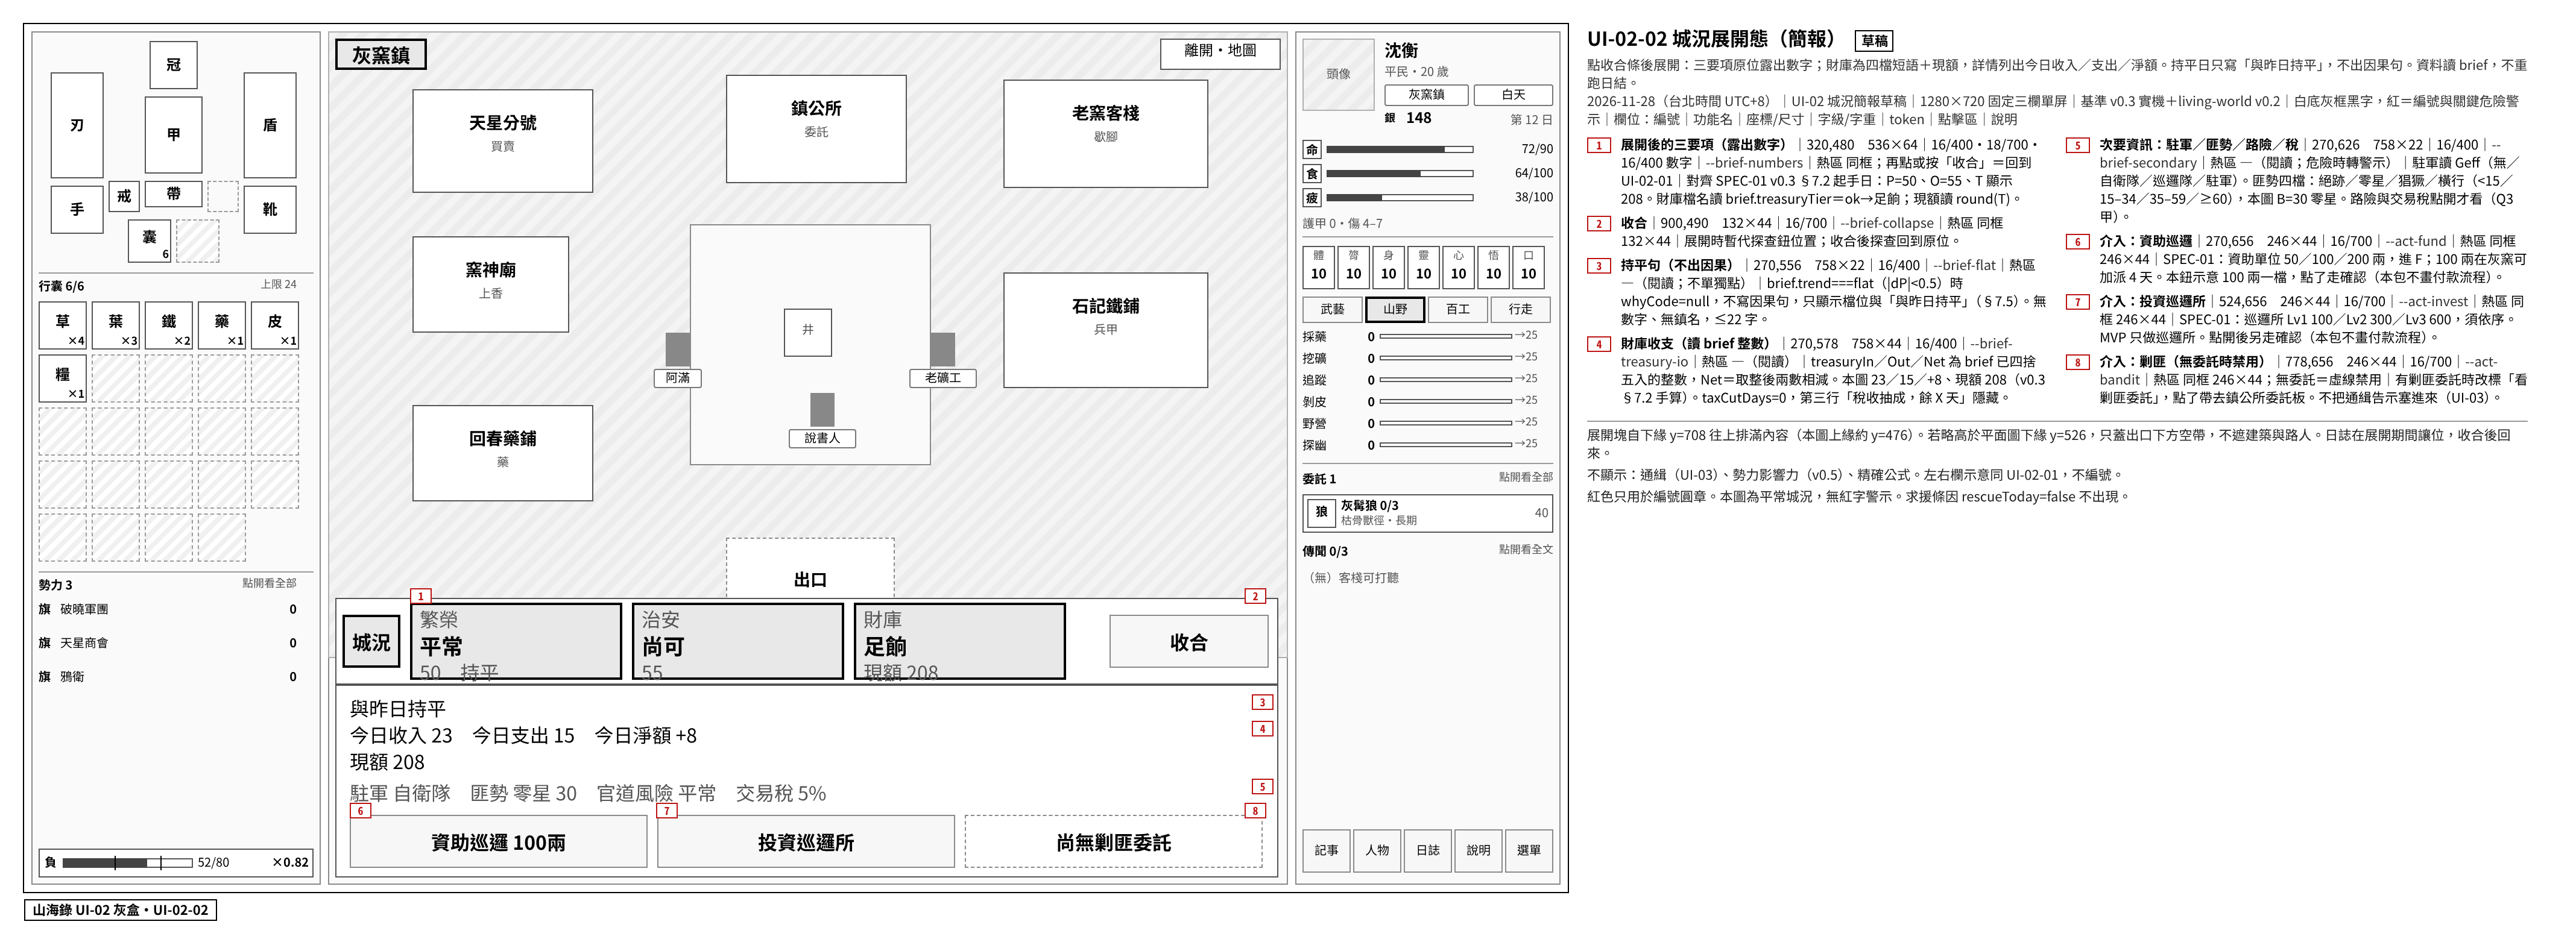 冠
刃
甲
盾
手
戒
帶
靴
囊
6
行囊 6/6 上限 24
草 ×4
葉 ×3
鐵 ×2
藥 ×1
皮 ×1
糧 ×1
勢力 3 點開看全部
旗 破曉軍團 0
旗 天星商會 0
旗 鴉衛 0
負 52/80 ×0.82
灰窯鎮
離開・地圖
天星分號
買賣
鎮公所
委託
老窯客棧
歇腳
窯神廟
上香
井
石記鐵鋪
兵甲
阿滿
老礦工
說書人
回春藥鋪
藥
出口
1
2
城況
繁榮
平常
50 持平
治安
尚可
55
財庫
足餉
現額 208
收合
與昨日持平
3
今日收入 23 今日支出 15 今日淨額 +8
4
現額 208
駐軍 自衛隊 匪勢 零星 30 官道風險 平常 交易稅 5%
5
6
7
8
資助巡邏 100兩
投資巡邏所
尚無剿匪委託
頭像
沈衡
平民・20 歲
灰窯鎮
白天
銀 148 第 12 日
命 72/90
食 64/100
疲 38/100
護甲 0・傷 4–7
體 膂 身 靈 心 悟 口
10 10 10 10 10 10 10
武藝 山野 百工 行走
採藥 0 →25
挖礦 0 →25
追蹤 0 →25
剝皮 0 →25
野營 0 →25
探幽 0 →25
委託 1 點開看全部
狼
灰髯狼 0/3
枯骨獸徑・長期
40
傳聞 0/3 點開看全文
（無）客棧可打聽
記事 人物 日誌 說明 選單
山海錄 UI-02 灰盒・UI-02-02
UI-02-02 城況展開態（簡報） 草稿
點收合條後展開：三要項原位露出數字；財庫為四檔短語＋現額，詳情列出今日收入／支出／淨額。持平日只寫「與昨日持平」，不出因果句。資料讀 brief，不重
跑日結。
2026-11-28（台北時間 UTC+8）｜UI-02 城況簡報草稿｜1280×720 固定三欄單屏｜基準 v0.3 實機＋living-world v0.2｜白底灰框黑字，紅＝編號與關鍵危險警
示｜欄位：編號｜功能名｜座標/尺寸｜字級/字重｜token｜點擊區｜說明
1 展開後的三要項（露出數字）｜320,480 536×64｜16/400・18/700・
16/400 數字｜--brief-numbers｜熱區 同框；再點或按「收合」＝回到
UI-02-01｜對齊 SPEC-01 v0.3 §7.2 起手日：P=50、O=55、T 顯示
208。財庫檔名讀 brief.treasuryTier＝ok→足餉；現額讀 round(T)。
2 收合｜900,490 132×44｜16/700｜--brief-collapse｜熱區 同框
132×44｜展開時暫代探查鈕位置；收合後探查回到原位。
3 持平句（不出因果）｜270,556 758×22｜16/400｜--brief-flat｜熱區
—（閱讀；不單獨點）｜brief.trend===flat（|dP|<0.5）時
whyCode=null，不寫因果句，只顯示檔位與「與昨日持平」（§7.5）。無
數字、無鎮名，≤22 字。
4 財庫收支（讀 brief 整數）｜270,578 758×44｜16/400｜--brief-
treasury-io｜熱區 —（閱讀）｜treasuryIn／Out／Net 為 brief 已四捨
五入的整數，Net＝取整後兩數相減。本圖 23／15／+8、現額 208（v0.3
§7.2 手算）。taxCutDays=0，第三行「稅收抽成，餘 X 天」隱藏。
5 次要資訊：駐軍／匪勢／路險／稅｜270,626 758×22｜16/400｜--
brief-secondary｜熱區 —（閱讀；危險時轉警示）｜駐軍讀 Geff（無／
自衛隊／巡邏隊／駐軍）。匪勢四檔：絕跡／零星／猖獗／橫行（<15／
15–34／35–59／≥60），本圖 B=30 零星。路險與交易稅點開才看（Q3
甲）。
6 介入：資助巡邏｜270,656 246×44｜16/700｜--act-fund｜熱區 同框
246×44｜SPEC-01：資助單位 50／100／200 兩，進 F；100 兩在灰窯可
加派 4 天。本鈕示意 100 兩一檔，點了走確認（本包不畫付款流程）。
7 介入：投資巡邏所｜524,656 246×44｜16/700｜--act-invest｜熱區 同
框 246×44｜SPEC-01：巡邏所 Lv1 100／Lv2 300／Lv3 600，須依序。
MVP 只做巡邏所。點開後另走確認（本包不畫付款流程）。
8 介入：剿匪（無委託時禁用）｜778,656 246×44｜16/700｜--act-
bandit｜熱區 同框 246×44；無委託＝虛線禁用｜有剿匪委託時改標「看
剿匪委託」，點了帶去鎮公所委託板。不把通緝告示塞進來（UI-03）。
展開塊自下緣 y=708 往上排滿內容（本圖上緣約 y=476）。若略高於平面圖下緣 y=526，只蓋出口下方空帶，不遮建築與路人。日誌在展開期間讓位，收合後回
來。
不顯示：通緝（UI-03）、勢力影響力（v0.5）、精確公式。左右欄示意同 UI-02-01，不編號。
紅色只用於編號圓章。本圖為平常城況，無紅字警示。求援條因 rescueToday=false 不出現。